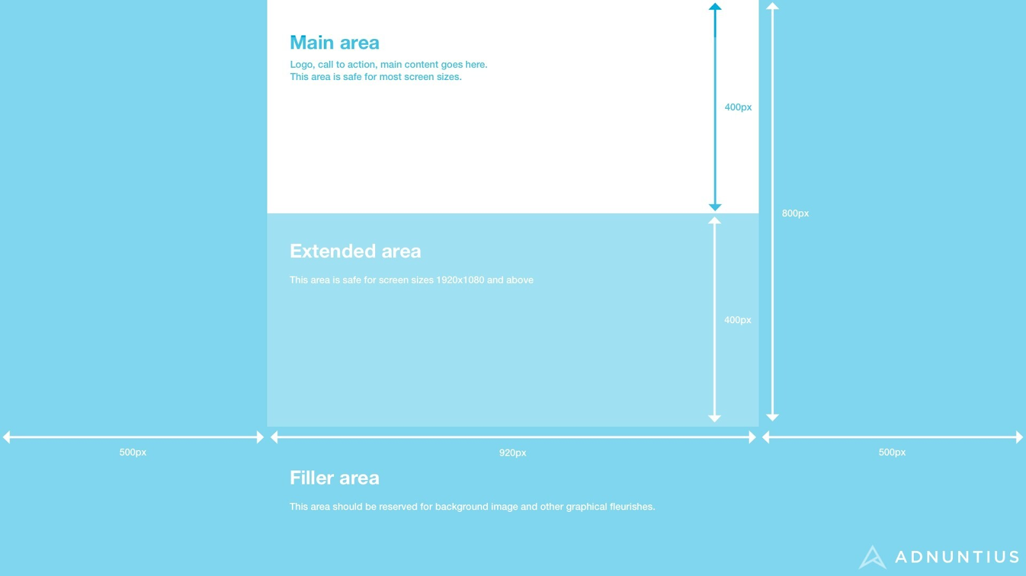 Main area
Logo, call to action, main content goes here.
This area is safe for most screen sizes.
400px
800px
Extended area
This area is safe for screen sizes 1920x1080 and above
400px
500px
920px
500px
Filler area
This area should be reserved for background image and other graphical fleurishes.
ADNUNTIUS